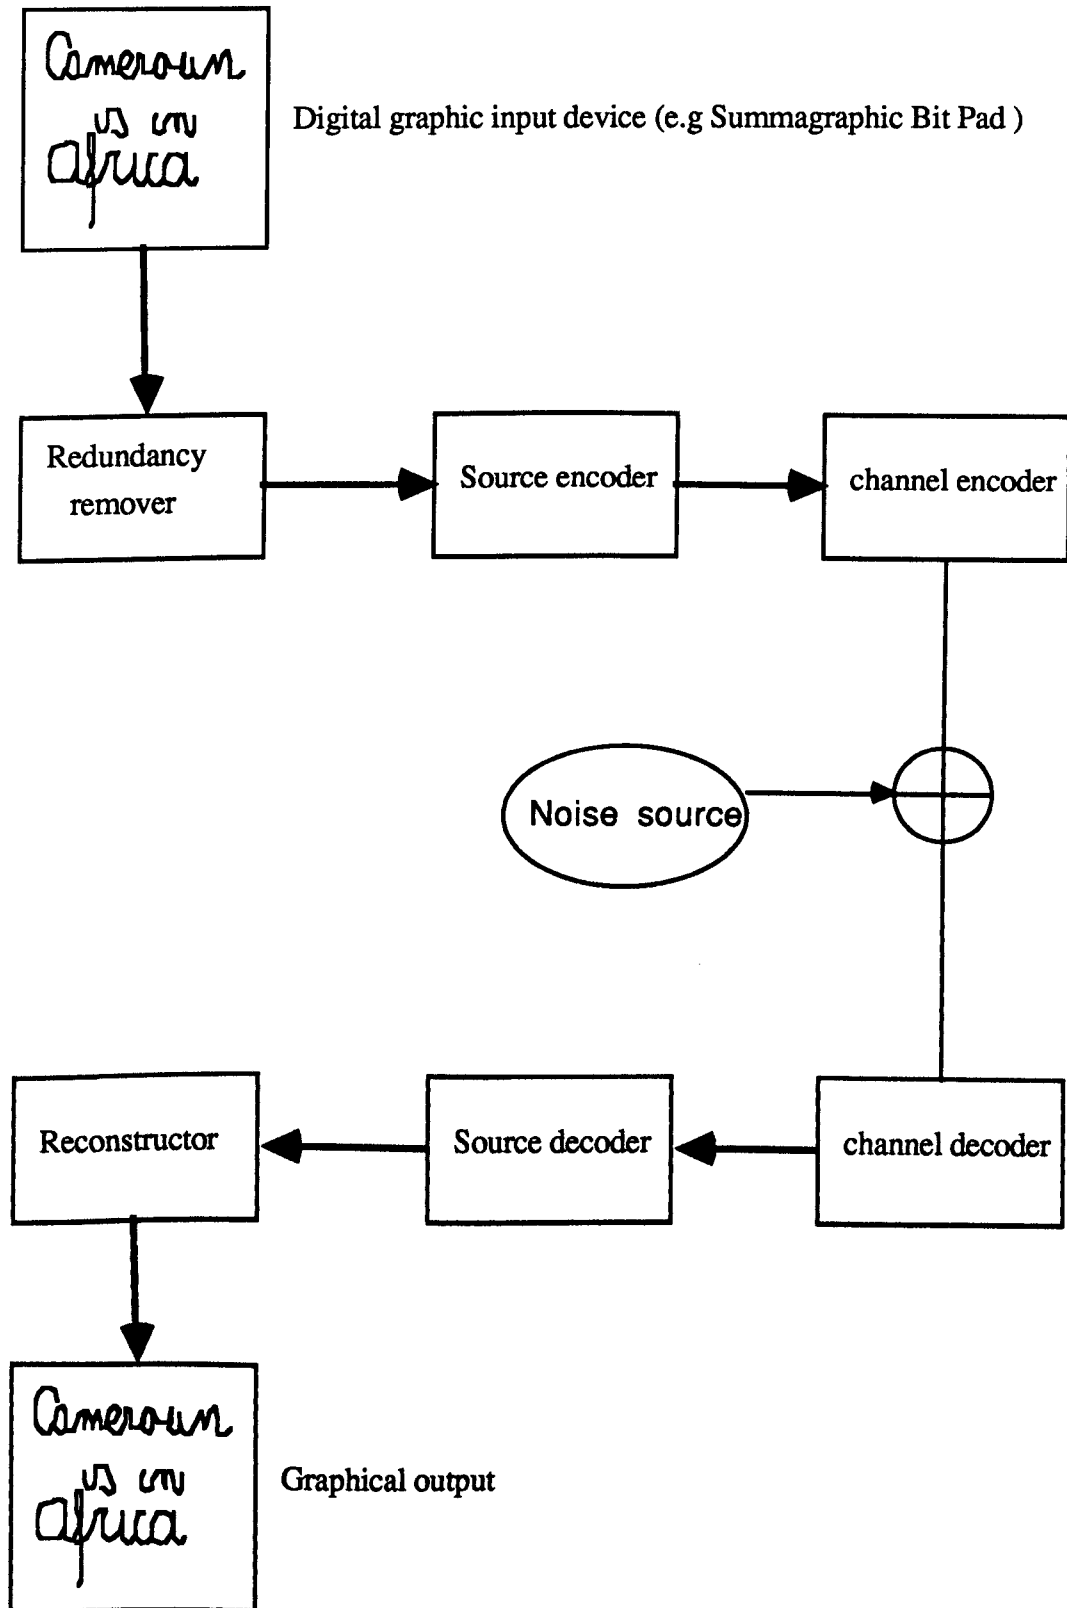 Cameroun
is in
africa
Digital graphic input device (e.g Summagraphic Bit Pad )
Redundancy
remover
Source encoder
channel encoder
Noise source
Reconstructor
Source decoder
channel decoder
Cameroun
is in
africa
Graphical output